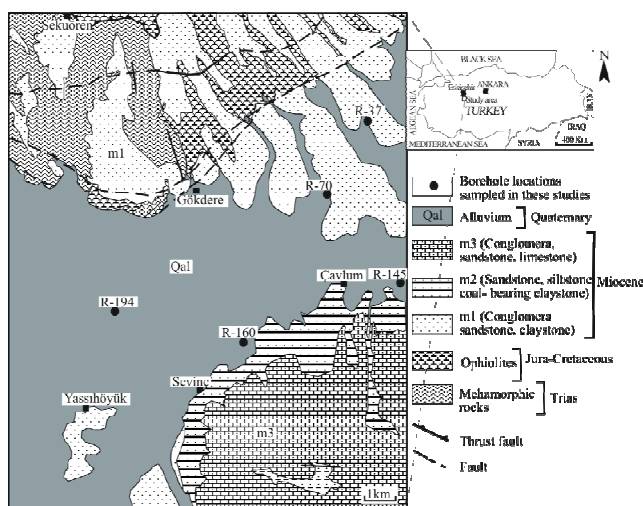 Sekuören
R-37
m1
R-70
Gökdere
Qal
Çavlum
R-145
R-194
R-160
Sevinç
Yassıhöyük
m3
1km
BLACK SEA
N
Eskişehir
ANKARA
Study area
TURKEY
AEGEAN SEA
MEDITERRANEAN SEA
SYRIA
IRAQ
400 Km
Borehole locations
sampled in these studies
Qal
Alluvium
Quaternary
m3 (Conglomera,
sandstone, limestone)
m2 (Sandstone, siltstone
coal- bearing claystone)
Miocene
m1 (Conglomera
sandstone, claystone)
Ophiolites
Jura-Cretaceous
Mehamorphic
rocks
Trias
Thrust fault
Fault